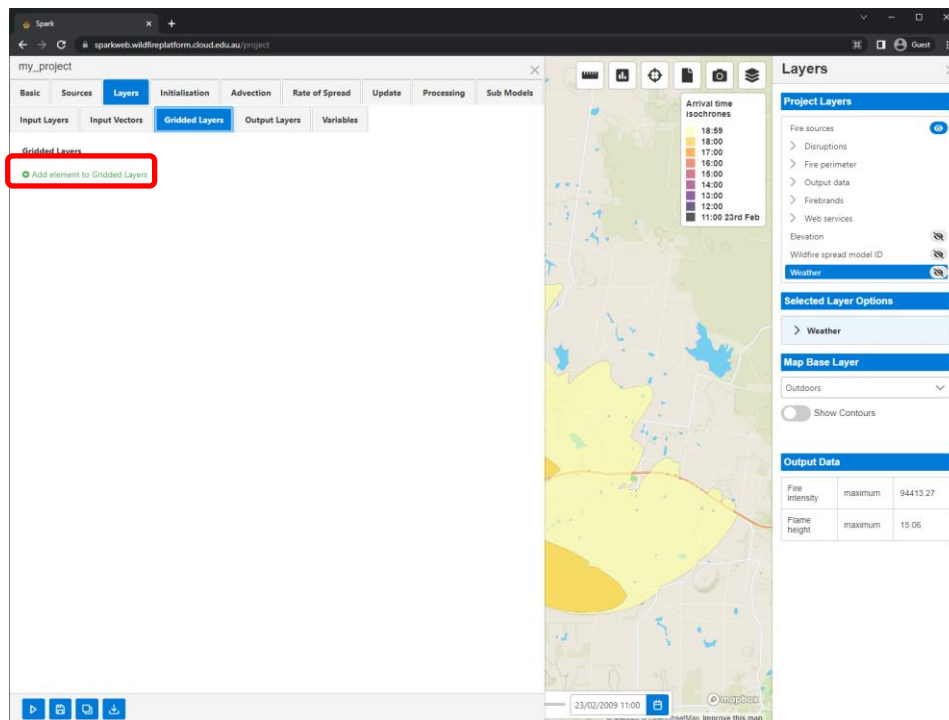 Spark
sparkweb.wildfireplatform.cloud.edu.au/project
Guest
my_project
Basic
Sources
Layers
Initialisation
Advection
Rate of Spread
Update
Processing
Sub Models
Input Layers
Input Vectors
Gridded Layers
Output Layers
Variables
Gridded Layers
Add element to Gridded Layers
Arrival time
isochrones
18:59
18:00
17:00
16:00
15:00
14:00
13:00
12:00
11:00 23rd Feb
23/02/2009 11:00
mapbox
Improve this map
Layers
Project Layers
Fire sources
Disruptions
Fire perimeter
Output data
Firebrands
Web services
Elevation
Wildfire spread model ID
Weather
Selected Layer Options
Weather
Map Base Layer
Outdoors
Show Contours
Output Data
Fire
intensity
maximum
94413.27
Flame
height
maximum
15.06